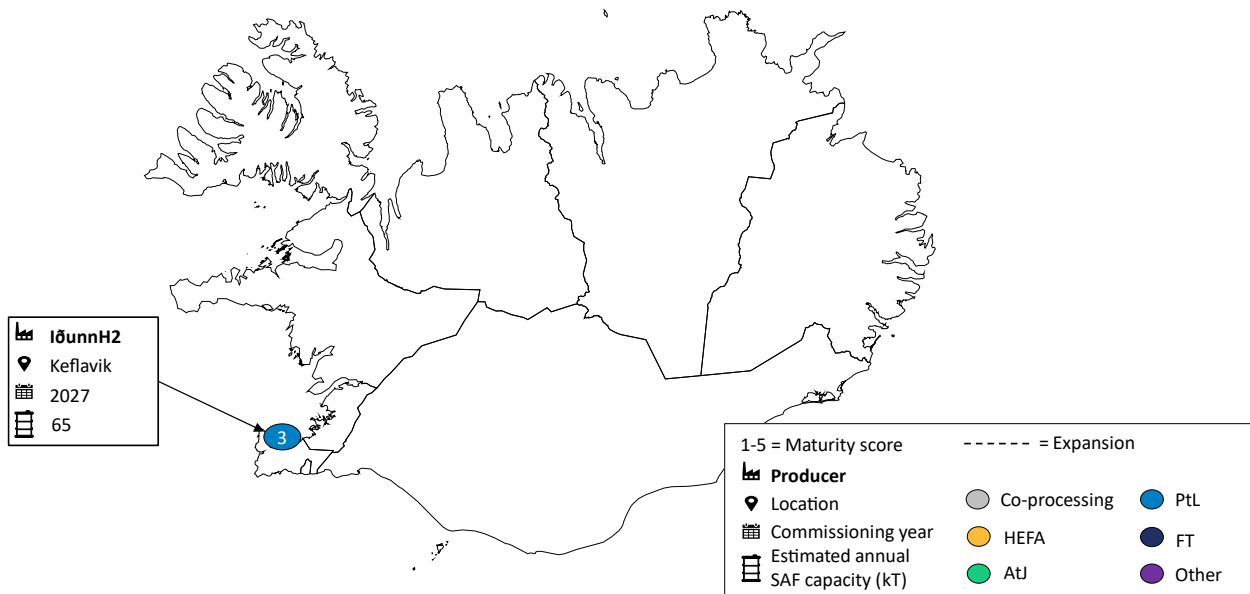 IðunnH2
Keflavik
2027
65
3
1-5 = Maturity score
= Expansion
Producer
Location
Commissioning year
Estimated annual
SAF capacity (kT)
Co-processing
HEFA
AtJ
PtL
FT
Other